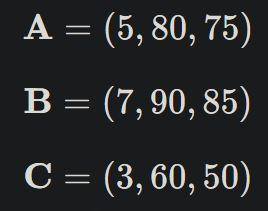 A = (5, 80, 75)
B = (7, 90, 85)
C = (3, 60, 50)